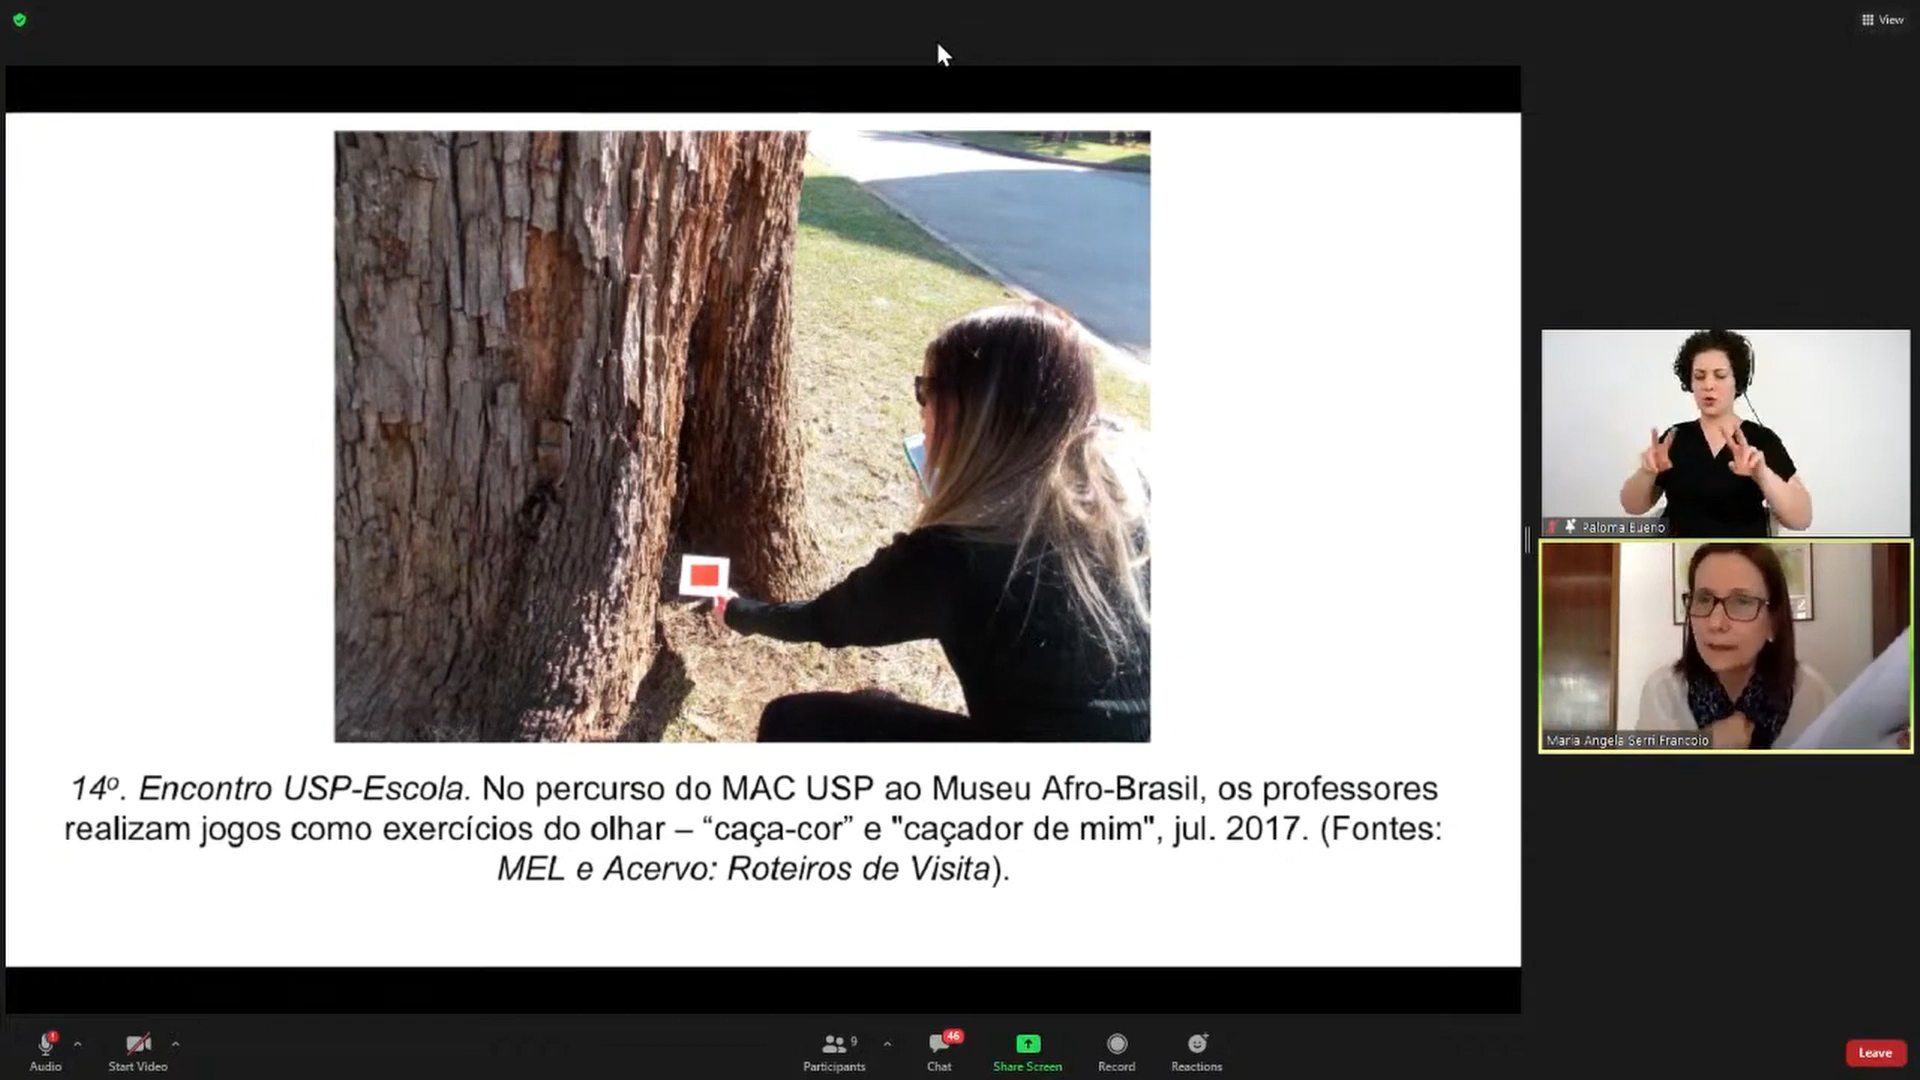 View
14º. Encontro USP-Escola. No percurso do MAC USP ao Museu Afro-Brasil, os professores
realizam jogos como exercícios do olhar – “caça-cor” e "caçador de mim", jul. 2017. (Fontes:
MEL e Acervo: Roteiros de Visita).
Paloma Bueno
Maria Angela Serri Francoio
Audio
Start Video
9
Participants
46
Chat
Share Screen
Record
Reactions
Leave